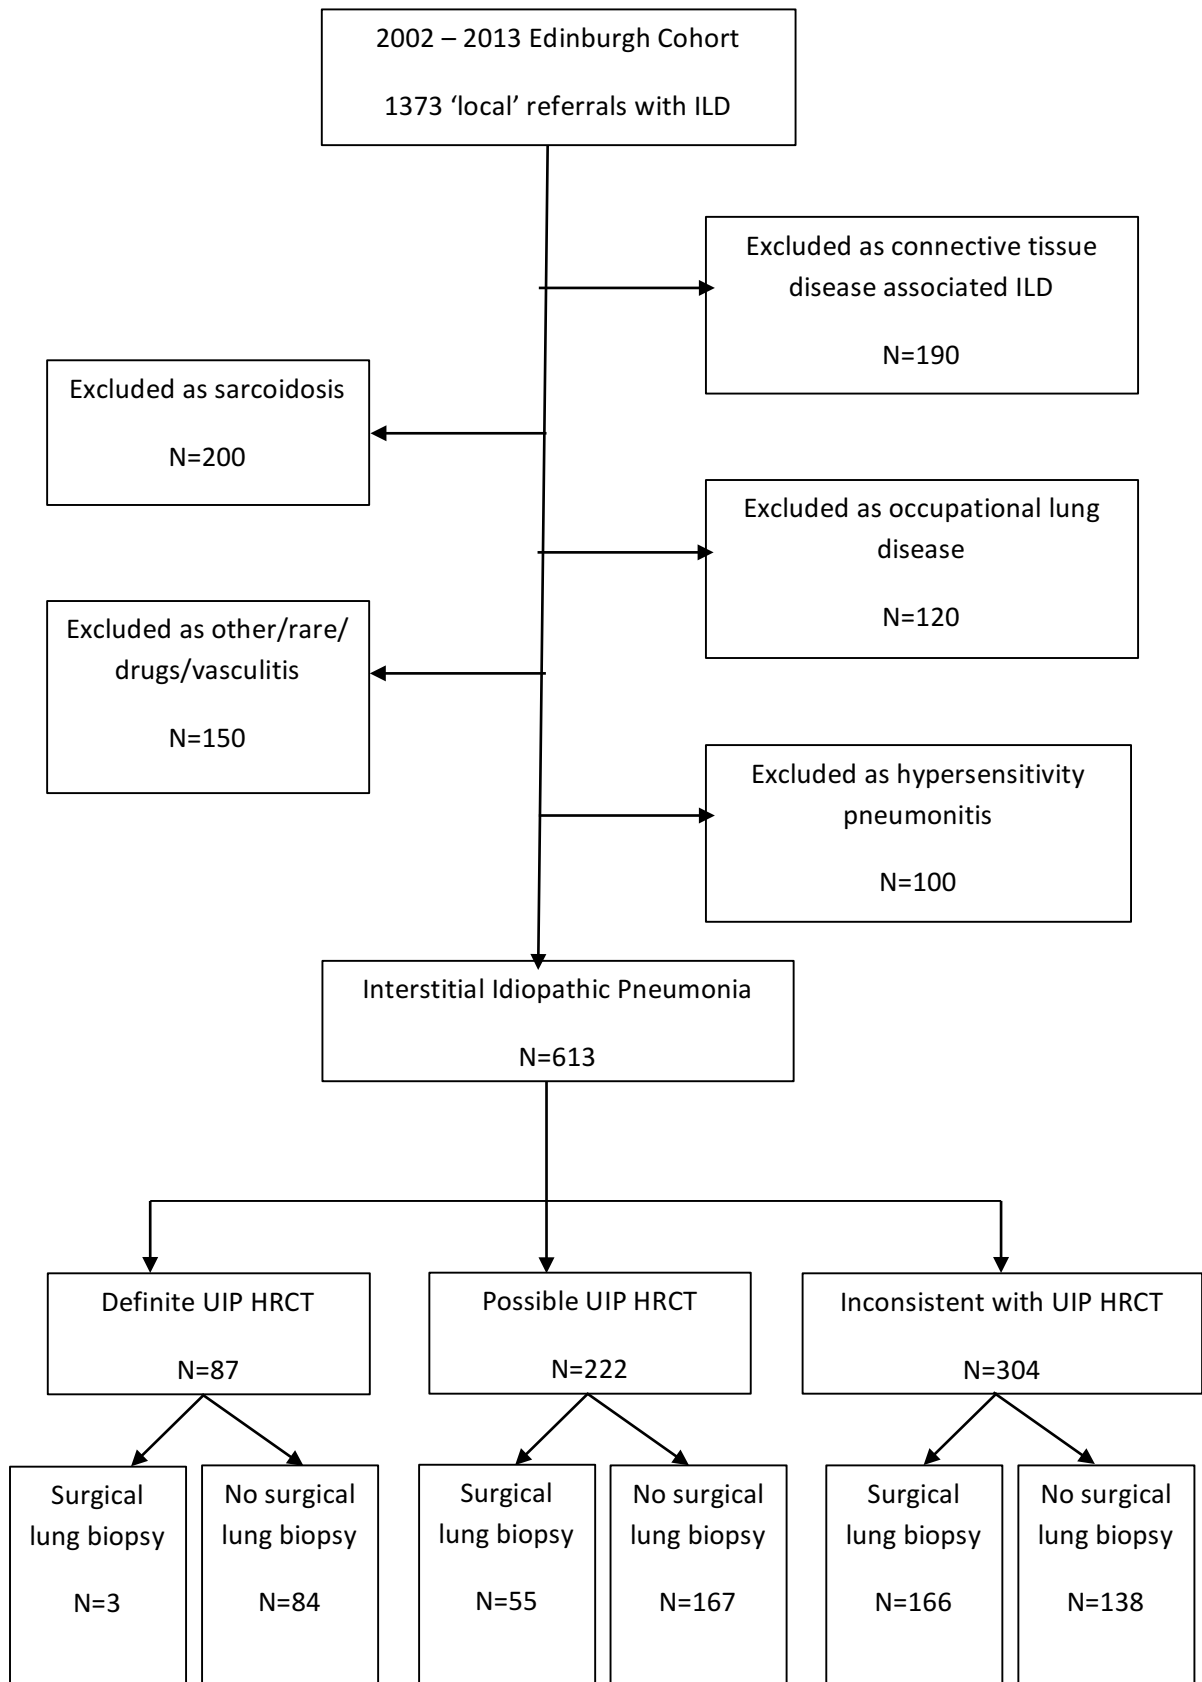 2002 – 2013 Edinburgh Cohort
1373 ‘local’ referrals with ILD
Excluded as connective tissue
disease associated ILD
N=190
Excluded as sarcoidosis
N=200
Excluded as occupational lung
disease
N=120
Excluded as other/rare/
drugs/vasculitis
N=150
Excluded as hypersensitivity
pneumonitis
N=100
Interstitial Idiopathic Pneumonia
N=613
Definite UIP HRCT
N=87
Possible UIP HRCT
N=222
Inconsistent with UIP HRCT
N=304
Surgical
lung biopsy
N=3
No surgical
lung biopsy
N=84
Surgical
lung biopsy
N=55
No surgical
lung biopsy
N=167
Surgical
lung biopsy
N=166
No surgical
lung biopsy
N=138